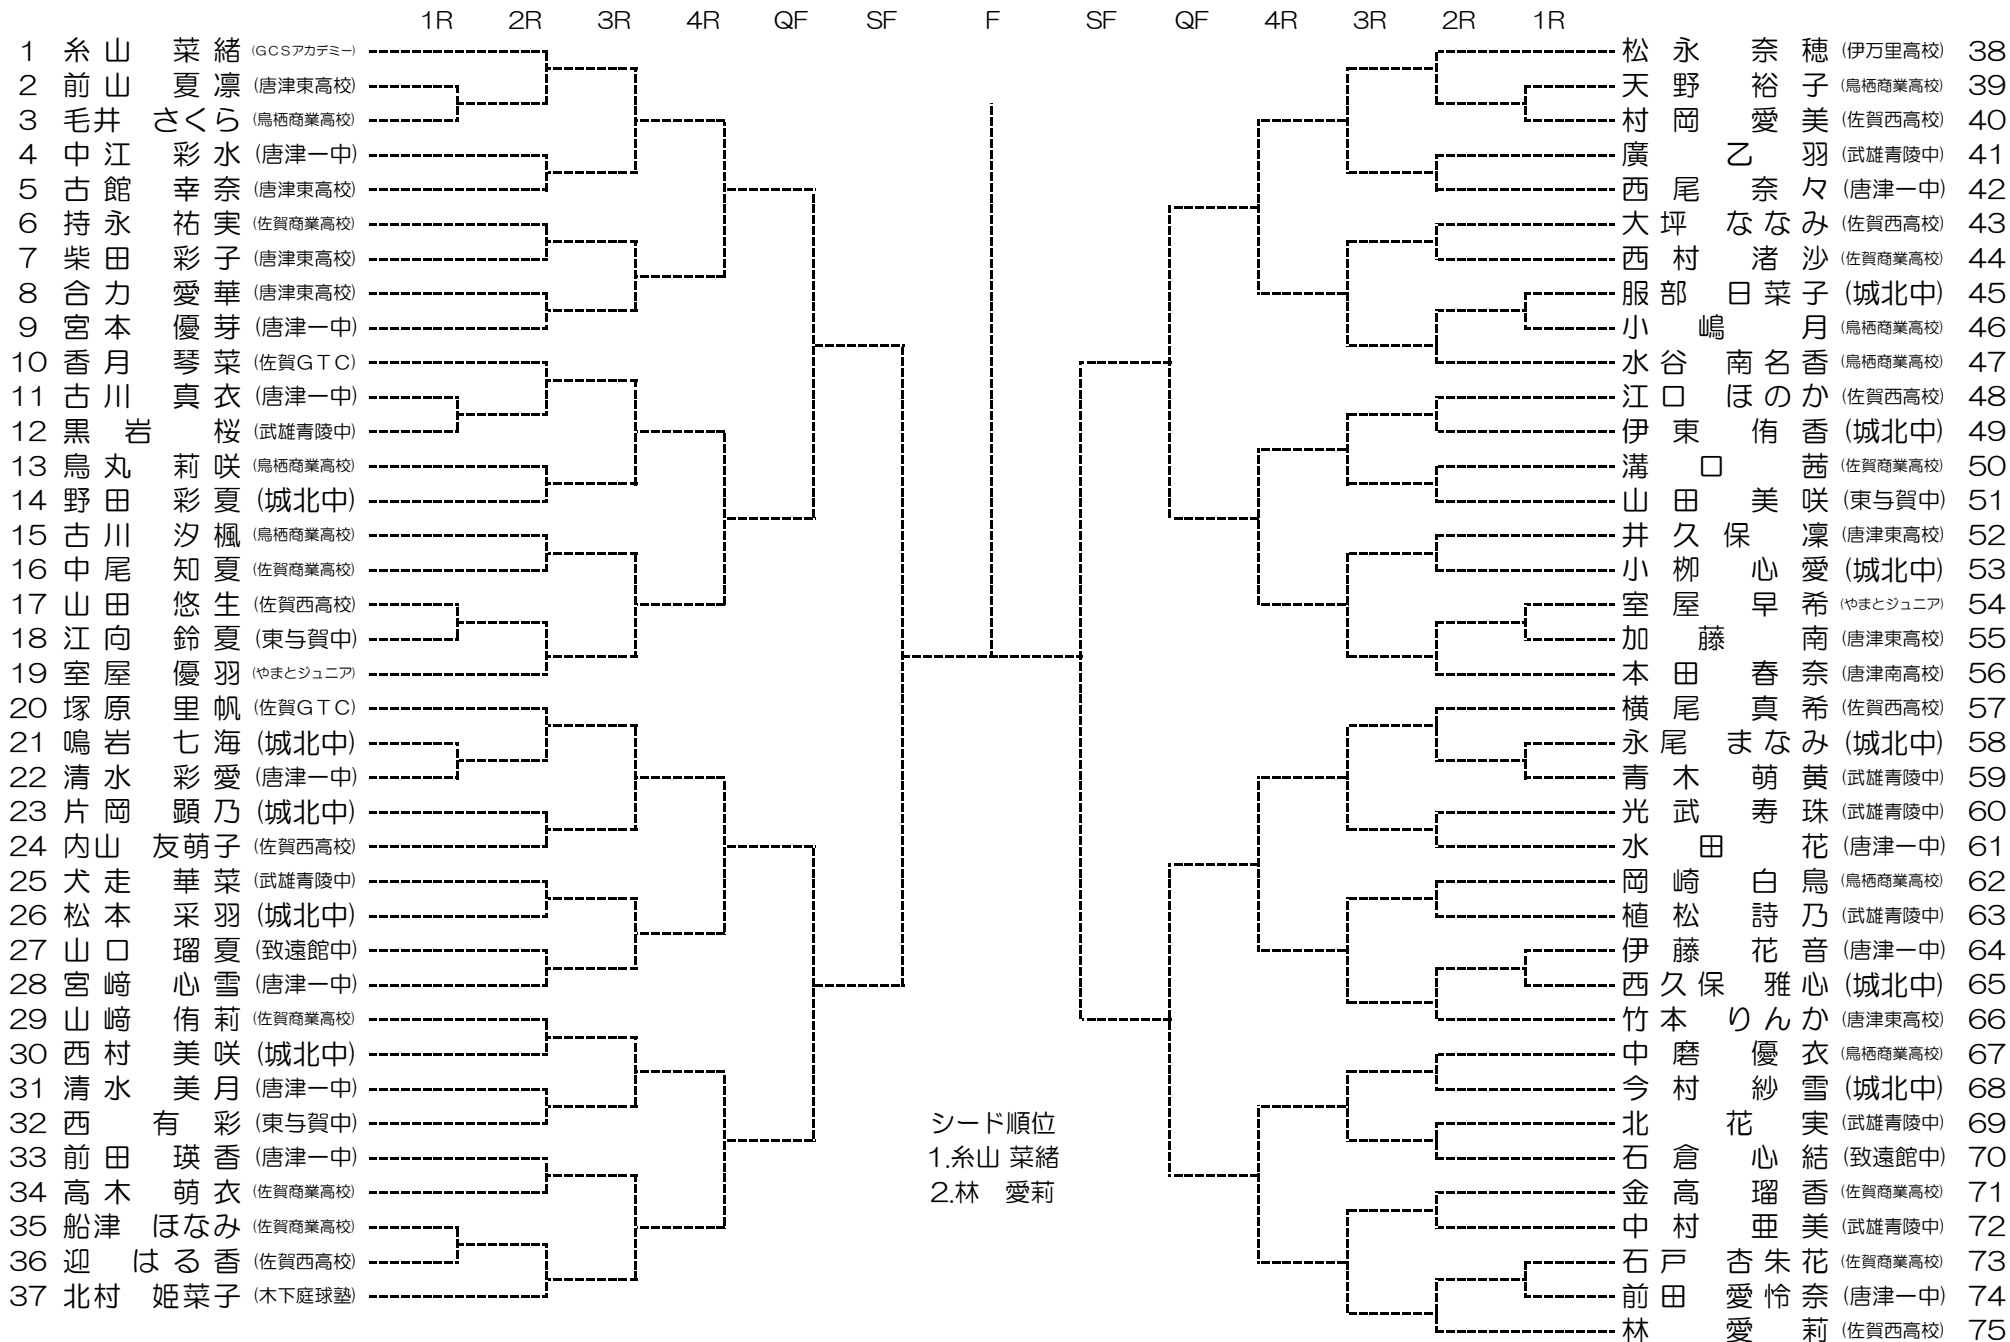 1R 2R 3R 4R QF SF F SF QF 4R 3R 2R 1R
1 糸山 菜緒 (GCSアカデミー)
2 前山 夏凛 (唐津東高校)
3 毛井 さくら (鳥栖商業高校)
4 中江 彩水 (唐津一中)
5 古館 幸奈 (唐津東高校)
6 持永 祐実 (佐賀商業高校)
7 柴田 彩子 (唐津東高校)
8 合力 愛華 (唐津東高校)
9 宮本 優芽 (唐津一中)
10 香月 琴菜 (佐賀GTC)
11 古川 真衣 (唐津一中)
12 黒岩 桜 (武雄青陵中)
13 鳥丸 莉咲 (鳥栖商業高校)
14 野田 彩夏 (城北中)
15 古川 汐楓 (鳥栖商業高校)
16 中尾 知夏 (佐賀商業高校)
17 山田 悠生 (佐賀西高校)
18 江向 鈴夏 (東与賀中)
19 室屋 優羽 (やまとジュニア)
20 塚原 里帆 (佐賀GTC)
21 鳴岩 七海 (城北中)
22 清水 彩愛 (唐津一中)
23 片岡 顕乃 (城北中)
24 内山 友萌子 (佐賀西高校)
25 犬走 華菜 (武雄青陵中)
26 松本 采羽 (城北中)
27 山口 瑠夏 (致遠館中)
28 宮﨑 心雪 (唐津一中)
29 山﨑 侑莉 (佐賀商業高校)
30 西村 美咲 (城北中)
31 清水 美月 (唐津一中)
32 西 有彩 (東与賀中)
33 前田 瑛香 (唐津一中)
34 高木 萌衣 (佐賀商業高校)
35 船津 ほなみ (佐賀商業高校)
36 迎 はる香 (佐賀西高校)
37 北村 姫菜子 (木下庭球塾)
シード順位
1.糸山 菜緒
2.林 愛莉
松永 奈穂 (伊万里高校) 38
天野 裕子 (鳥栖商業高校) 39
村岡 愛美 (佐賀西高校) 40
廣 乙羽 (武雄青陵中) 41
西尾 奈々 (唐津一中) 42
大坪 ななみ (佐賀西高校) 43
西村 渚沙 (佐賀商業高校) 44
服部 日菜子 (城北中) 45
小嶋 月 (鳥栖商業高校) 46
水谷 南名香 (鳥栖商業高校) 47
江口 ほのか (佐賀西高校) 48
伊東 侑香 (城北中) 49
溝口 茜 (佐賀商業高校) 50
山田 美咲 (東与賀中) 51
井久保 凜 (唐津東高校) 52
小栁 心愛 (城北中) 53
室屋 早希 (やまとジュニア) 54
加藤 南 (唐津東高校) 55
本田 春奈 (唐津南高校) 56
横尾 真希 (佐賀西高校) 57
永尾 まなみ (城北中) 58
青木 萌黄 (武雄青陵中) 59
光武 寿珠 (武雄青陵中) 60
水田 花 (唐津一中) 61
岡崎 白鳥 (鳥栖商業高校) 62
植松 詩乃 (武雄青陵中) 63
伊藤 花音 (唐津一中) 64
西久保 雅心 (城北中) 65
竹本 りんか (唐津東高校) 66
中磨 優衣 (鳥栖商業高校) 67
今村 紗雪 (城北中) 68
北 花実 (武雄青陵中) 69
石倉 心結 (致遠館中) 70
金高 瑠香 (佐賀商業高校) 71
中村 亜美 (武雄青陵中) 72
石戸 杏朱花 (佐賀商業高校) 73
前田 愛怜奈 (唐津一中) 74
林 愛莉 (佐賀西高校) 75